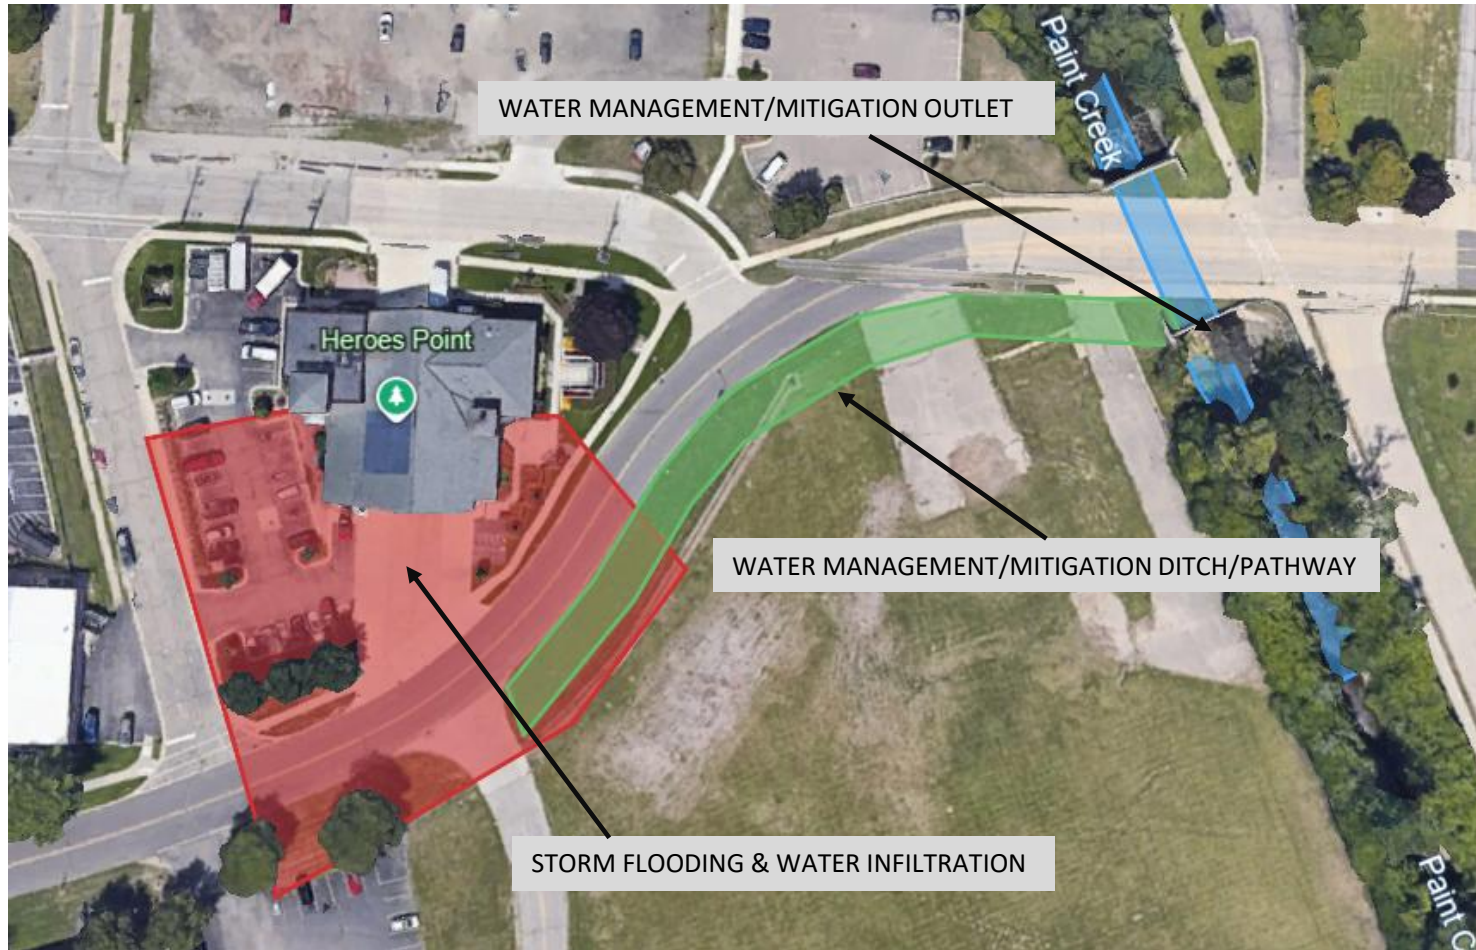 Paint Creek
WATER MANAGEMENT/MITIGATION OUTLET
Heroes Point
WATER MANAGEMENT/MITIGATION DITCH/PATHWAY
STORM FLOODING & WATER INFILTRATION
Paint C